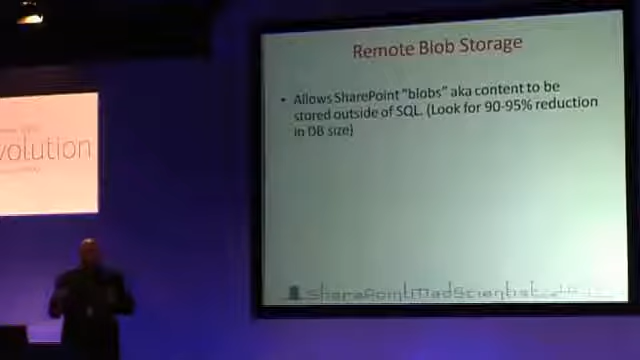 Remote Blob Storage
• Allows SharePoint "blobs" aka content to be
stored outside of SQL. (Look for 90-95% reduction
in DB size)
volution
SharePointMadScientist